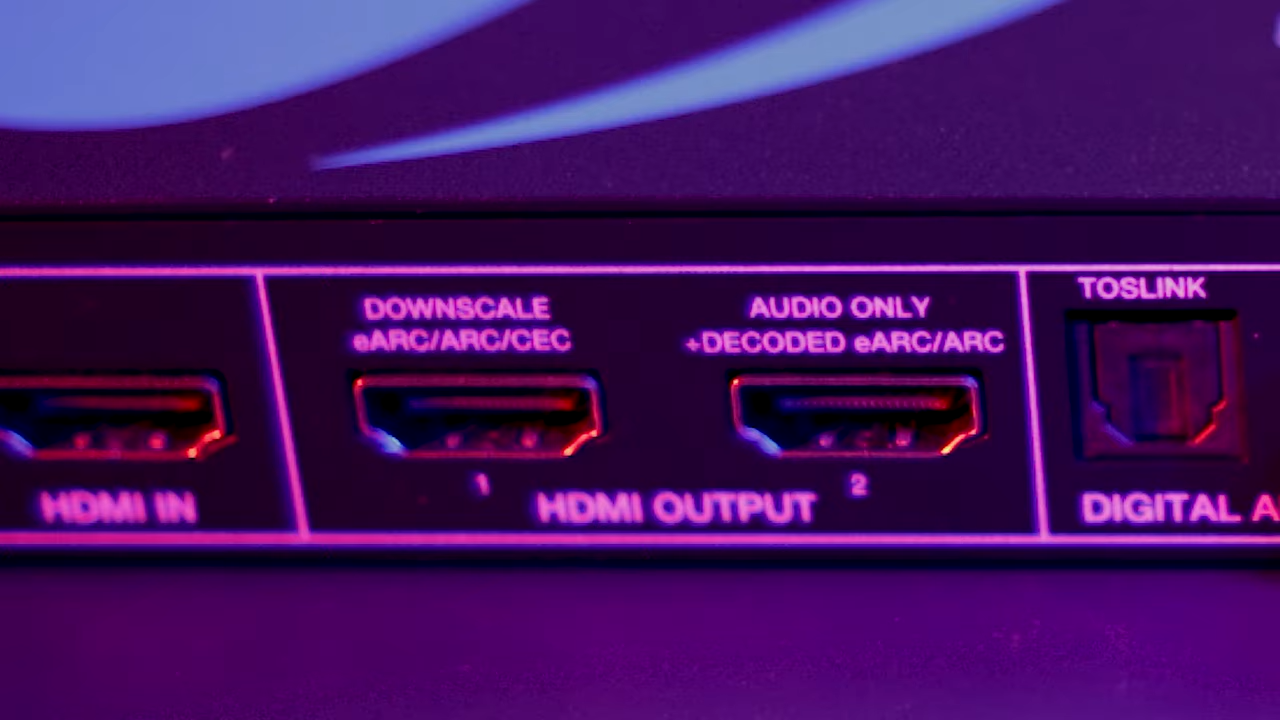 DOWNSCALE
eARC/ARC/CEC
AUDIO ONLY
+DECODED eARC/ARC
TOSLINK
1
2
HDMI IN
HDMI OUTPUT
DIGITAL A